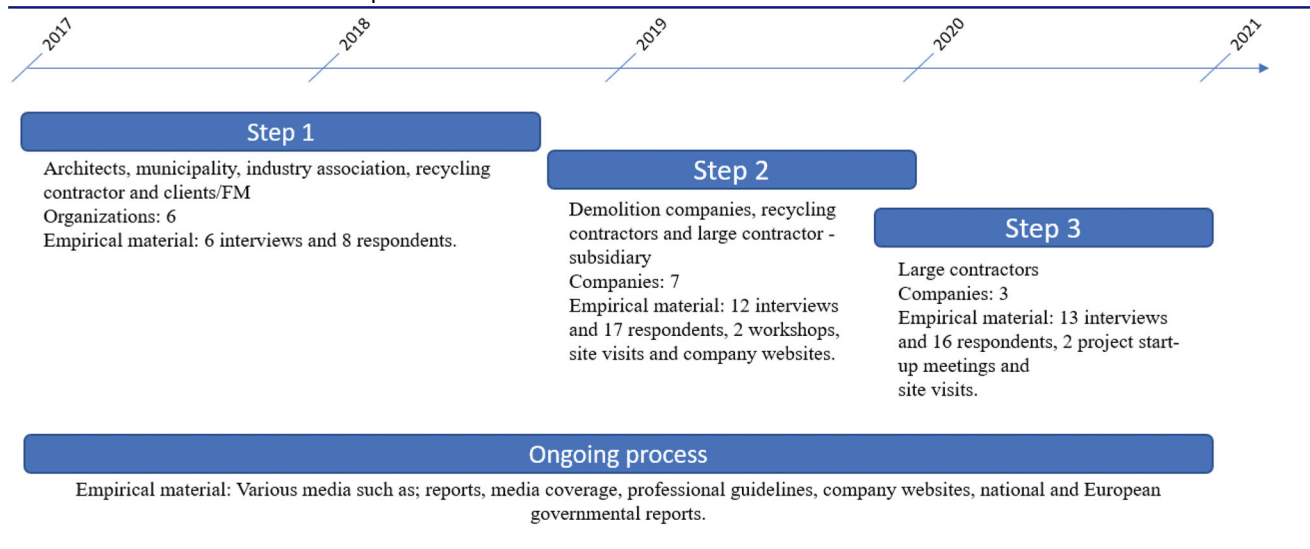 2017
2018
2019
2020
2021
Step 1
Architects, municipality, industry association, recycling
contractor and clients/FM
Organizations: 6
Empirical material: 6 interviews and 8 respondents.
Step 2
Demolition companies, recycling
contractors and large contractor -
subsidiary
Companies: 7
Empirical material: 12 interviews
and 17 respondents, 2 workshops,
site visits and company websites.
Step 3
Large contractors
Companies: 3
Empirical material: 13 interviews
and 16 respondents, 2 project start-
up meetings and
site visits.
Ongoing process
Empirical material: Various media such as; reports, media coverage, professional guidelines, company websites, national and European
governmental reports.